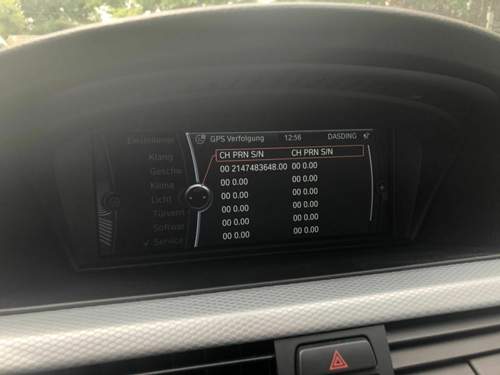 GPS Verfolgung 12:56 DASDING
CH PRN S/N CH PRN S/N
00 2147483648.00 00 0.00
00 0.00 00 0.00
00 0.00 00 0.00
00 0.00 00 0.00
00 0.00 00 0.00
00 0.00 00 0.00
Klang
Klima
Licht
Türverr
Softwar
Service